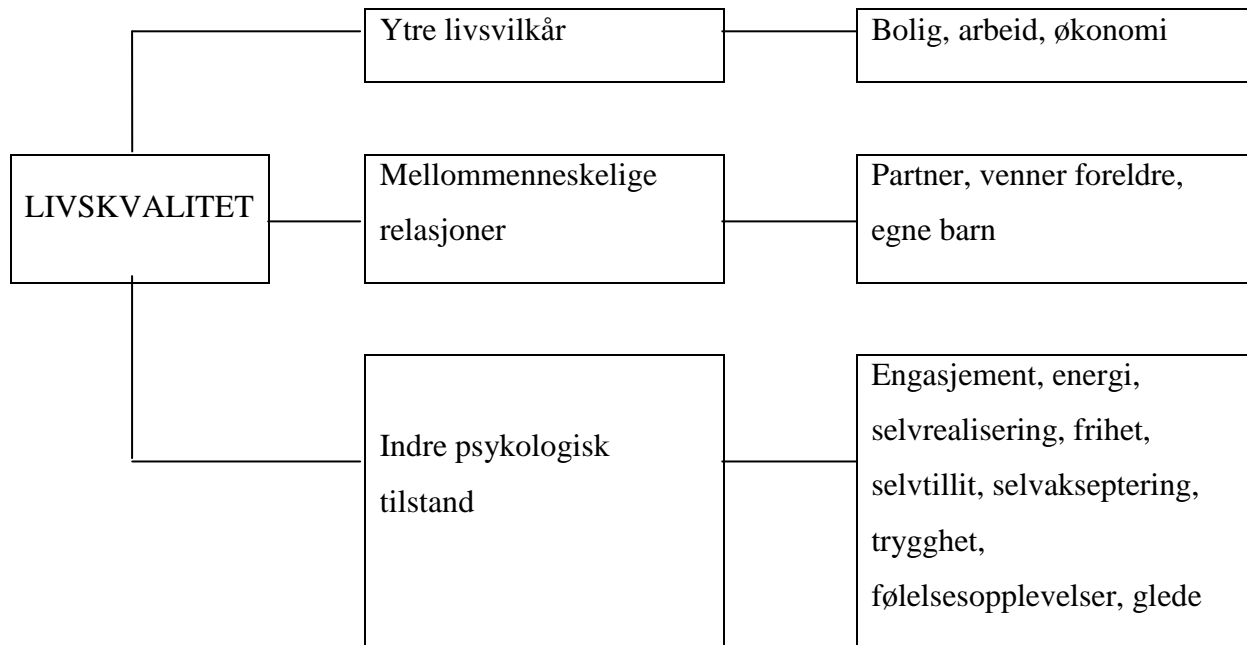 Ytre livsvilkår
Bolig, arbeid, økonomi
LIVSKVALITET
Mellommenneskelige
relasjoner
Partner, venner foreldre,
egne barn
Indre psykologisk
tilstand
Engasjement, energi,
selvrealisering, frihet,
selvtillit, selvakseptering,
trygghet,
følelsesopplevelser, glede